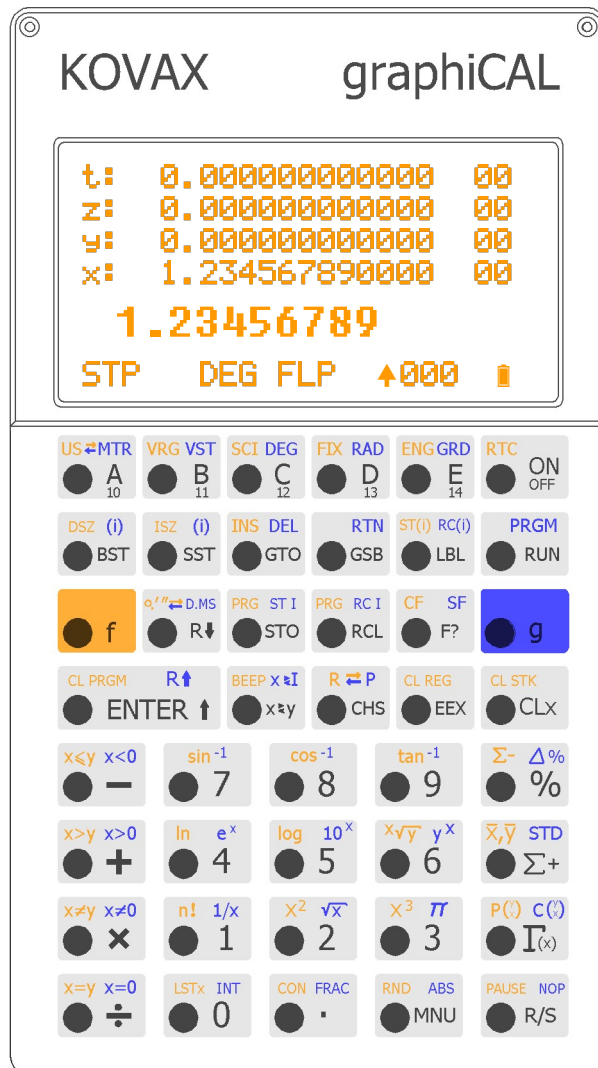 KOVAX graphiCAL
t: 0.000000000000 00
z: 0.000000000000 00
y: 0.000000000000 00
x: 1.234567890000 00
1.23456789
STP DEG FLP 000
US⇄MTR VRG VST SCI DEG FIX RAD ENG GRD RTC
A B C D E ON
10 11 12 13 14 OFF
DSZ (i) ISZ (i) INS DEL RTN ST(i) RC(i) PRGM
BST SST GTO GSB LBL RUN
o,′″⇄D.MS PRG ST I PRG RC I CF SF
f R⬇ STO RCL F? g
CL PRGM R⬆ BEEP x⇄I R⇄P CL REG CL STK
ENTER ⬆ x⇄y CHS EEX CLx
x⩽y x<0 sin⁻¹ cos⁻¹ tan⁻¹ Σ− Δ%
− 7 8 9 %
x>y x>0 ln eˣ log 10ˣ ˣ√y yˣ x̅,y̅ STD
+ 4 5 6 Σ+
x≠y x≠0 n! 1/x x² √x x³ π P(y x) C(y x)
× 1 2 3 Γ(x)
x=y x=0 LSTx INT CON FRAC RND ABS PAUSE NOP
÷ 0 . MNU R/S